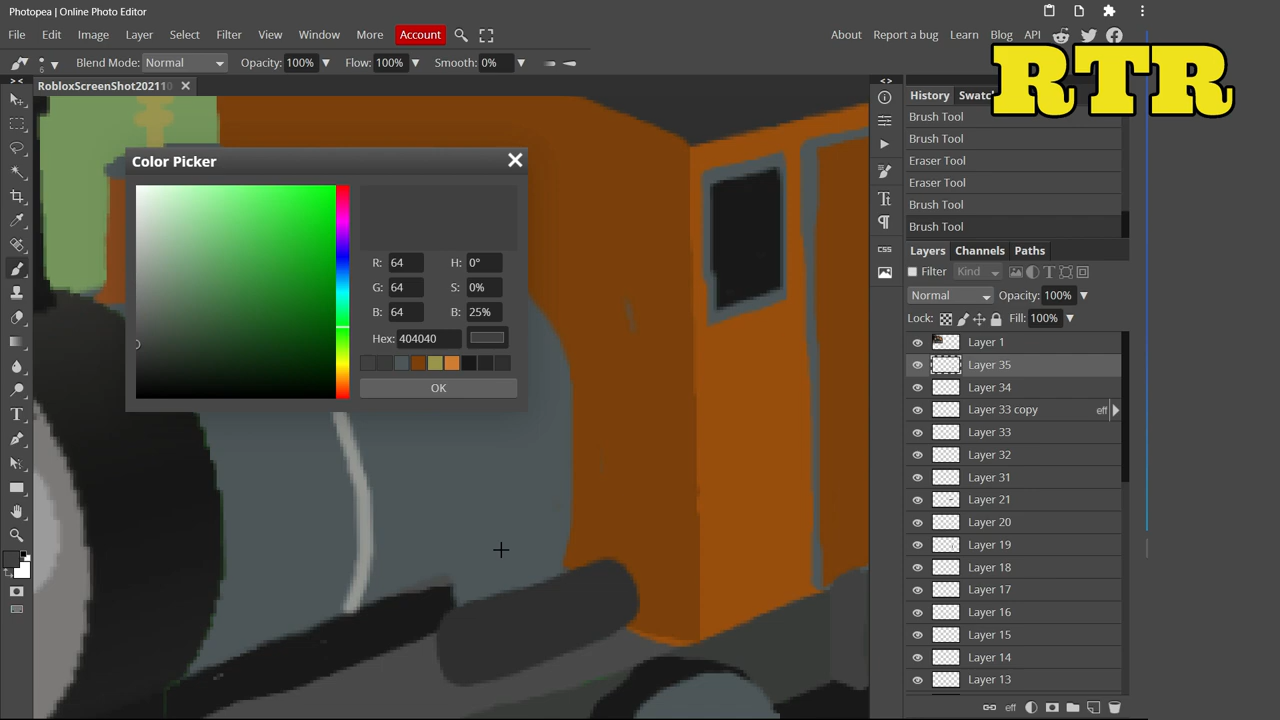 Photopea | Online Photo Editor
File Edit Image Layer Select Filter View Window More Account About Report a bug Learn Blog API
6 Blend Mode: Normal Opacity: 100% Flow: 100% Smooth: 0%
RTR
RobloxScreenShot202111
History Swatc
Brush Tool
Brush Tool
Eraser Tool
Eraser Tool
Brush Tool
Brush Tool
Color Picker
R: 64 H: 0°
G: 64 S: 0%
B: 64 B: 25%
Hex: 404040
OK
Layers Channels Paths
Filter Kind
Normal Opacity: 100%
Lock: Fill: 100%
Layer 1
Layer 35
Layer 34
Layer 33 copy eff
Layer 33
Layer 32
Layer 31
Layer 21
Layer 20
Layer 19
Layer 18
Layer 17
Layer 16
Layer 15
Layer 14
Layer 13
CSS
eff